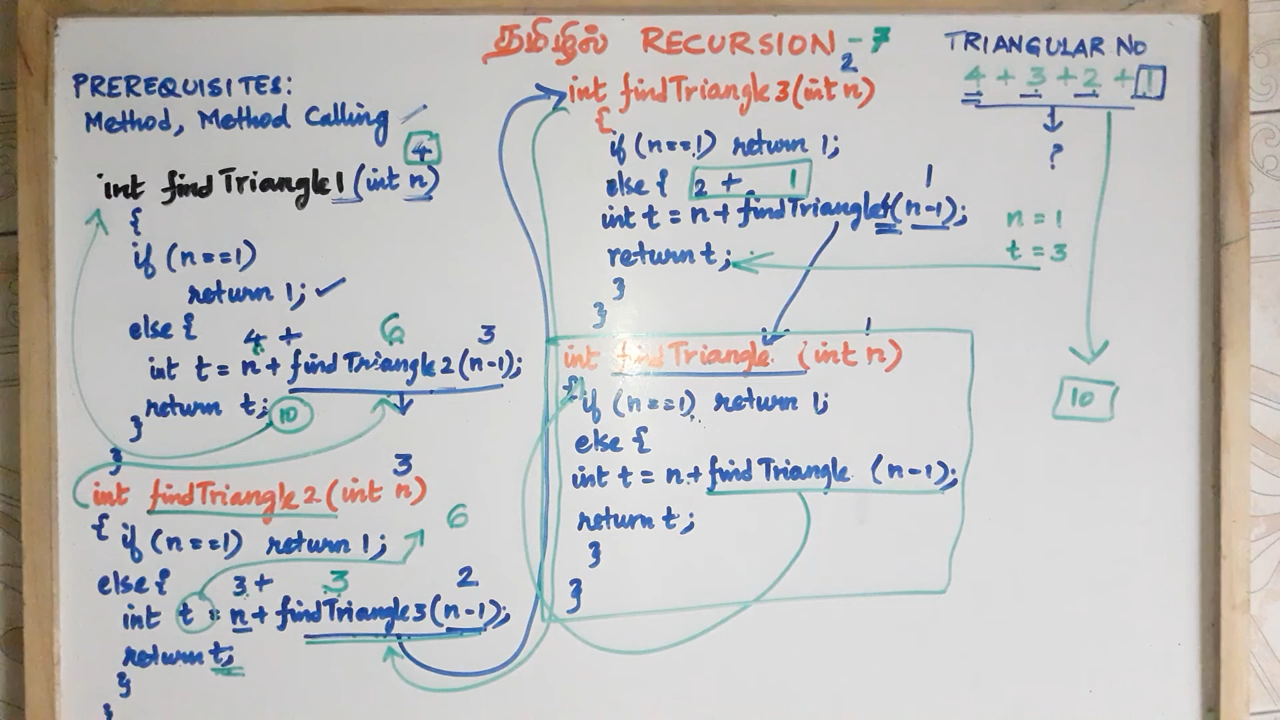 தமிழில் RECURSION - 7
PREREQUISITES:
Method, Method Calling
4
int findTriangle1(int n)
{
if (n==1)
return 1;
else {
4 + 6 3
int t = n + findTriangle2(n-1);
return t; 10
}
}
3
int findTriangle2(int n)
{ if (n==1) return 1; 6
else {
3+ 3 2
int t = n + findTriangle3(n-1);
return t;
}
}
2
int findTriangle3(int n)
{
if (n==1) return 1;
else { 2 + 1 1
int t = n + findTriangle4(n-1);
return t;
}
}
1
int findTriangle (int n)
{ if (n==1) return 1;
else {
int t = n + findTriangle (n-1);
return t;
}
}
TRIANGULAR NO
4 + 3 + 2 + 1
?
n = 1
t = 3
10